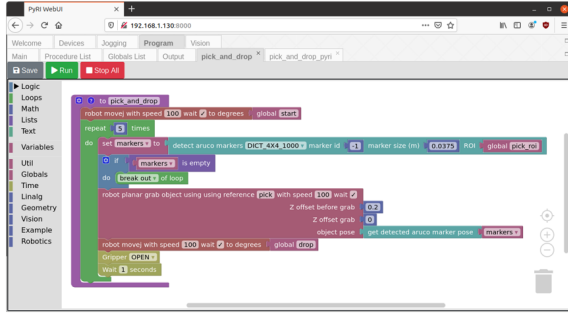 PyRI WebUI
192.168.1.130:8000
Welcome Devices Jogging Program Vision
Main Procedure List Globals List Output pick_and_drop pick_and_drop_pyri
Save Run Stop All
Logic
Loops
Math
Lists
Text
Variables
Util
Globals
Time
Linalg
Geometry
Vision
Example
Robotics
to pick_and_drop
robot movej with speed 100 wait to degrees global start
repeat 5 times
do set markers to detect aruco markers DICT_4X4_1000 marker id -1 marker size (m) 0.0375 ROI global pick_roi
if markers is empty
do break out of loop
robot planar grab object using using reference pick with speed 100 wait
Z offset before grab 0.2
Z offset grab 0
object pose get detected aruco marker pose markers
robot movej with speed 100 wait to degrees global drop
Gripper OPEN
Wait 1 seconds